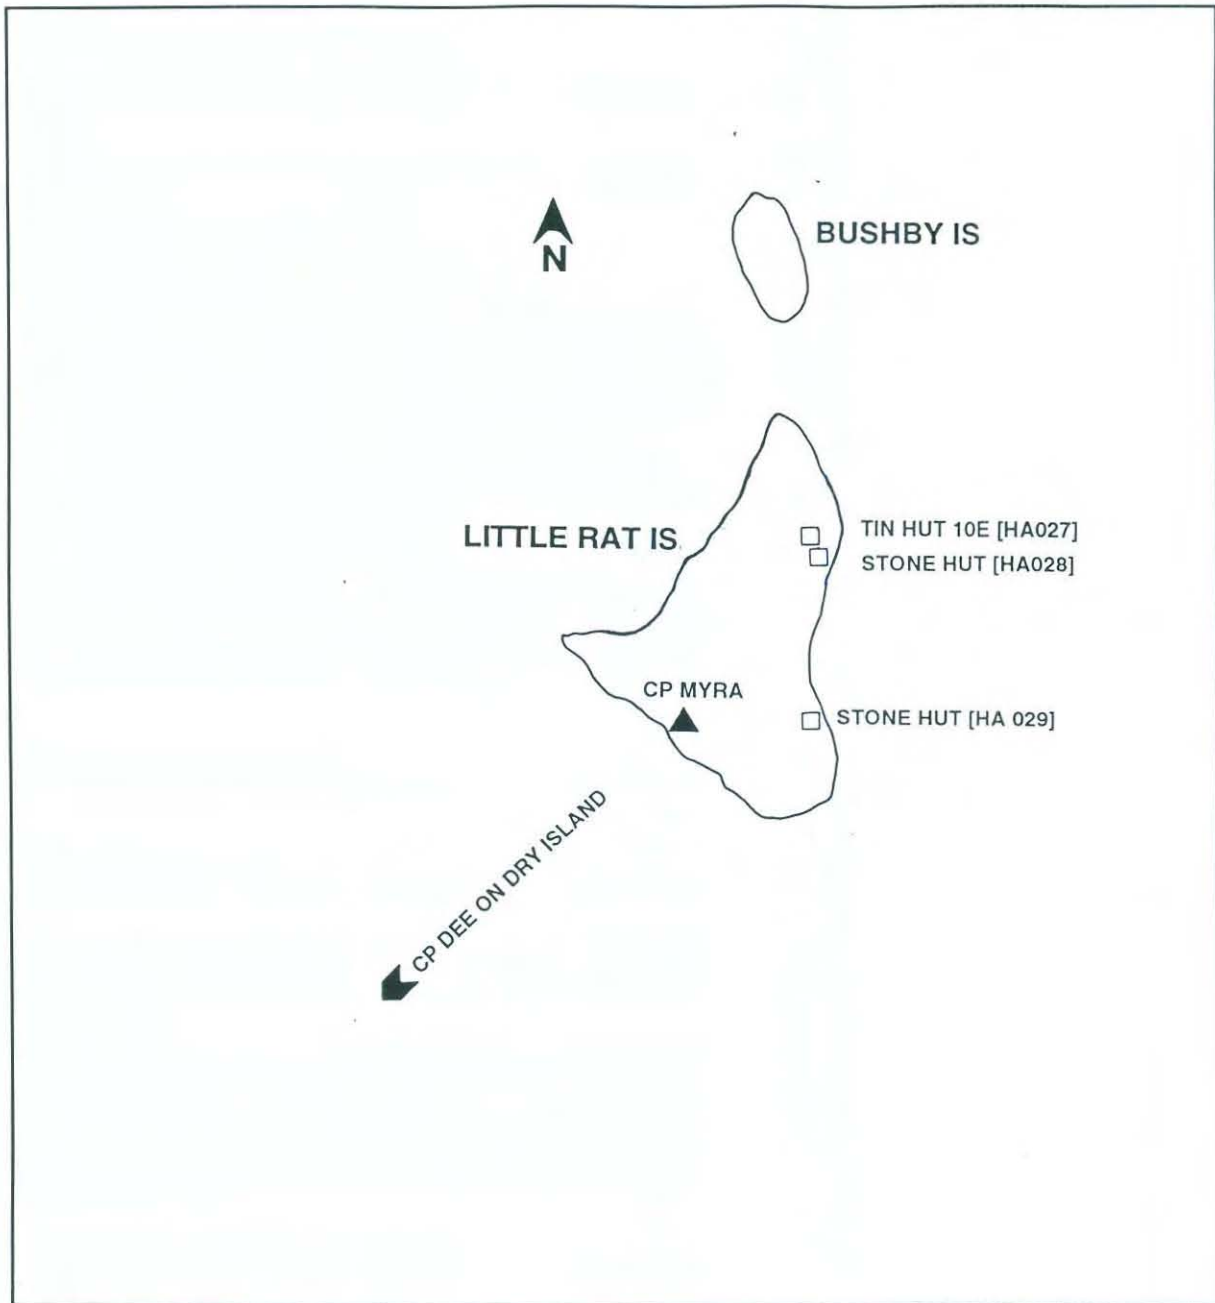 BUSHBY IS
N
LITTLE RAT IS
TIN HUT 10E [HA027]
STONE HUT [HA028]
CP MYRA
STONE HUT [HA 029]
CP DEE ON DRY ISLAND